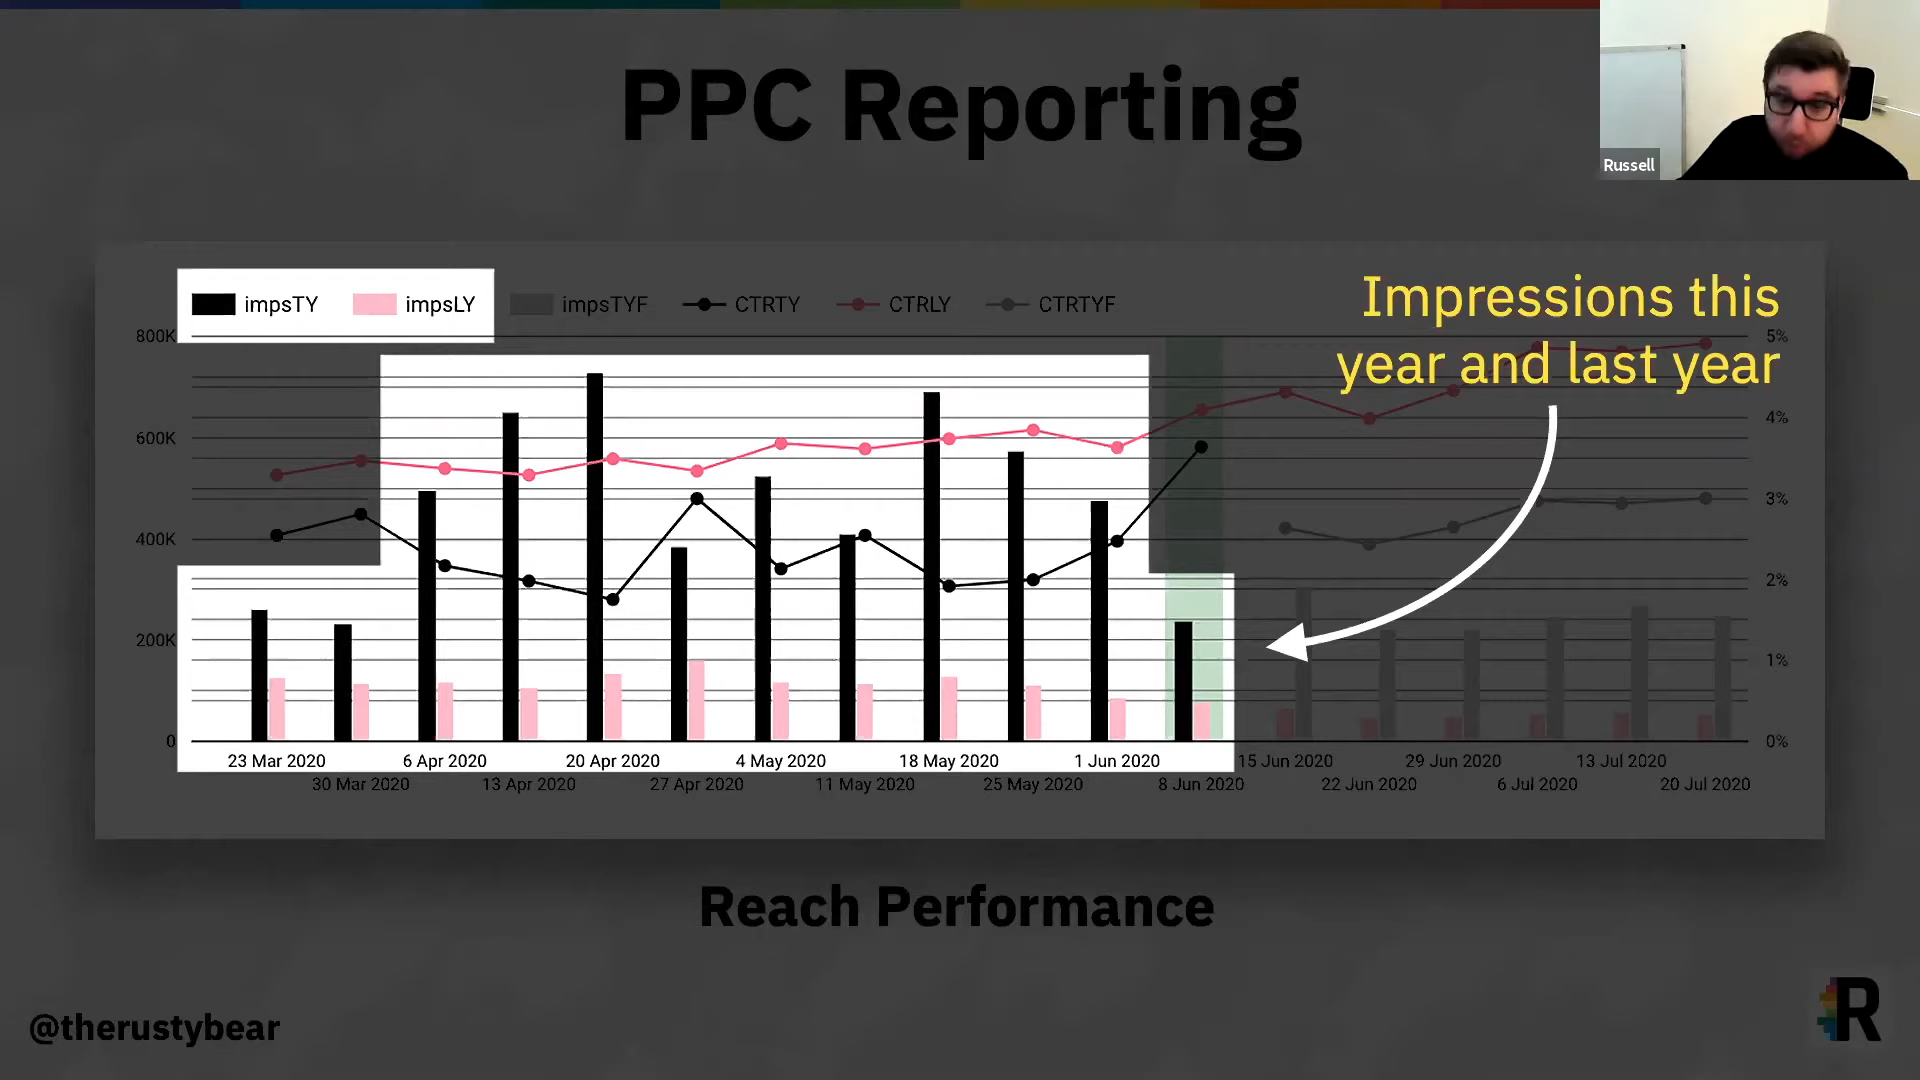 PPC Reporting
Russell
impsTY impsLY impsTYF CTRTY CTRLY CTRTYF
Impressions this
year and last year
800K
600K
400K
200K
0
5%
4%
3%
2%
1%
0%
23 Mar 2020 6 Apr 2020 20 Apr 2020 4 May 2020 18 May 2020 1 Jun 2020 15 Jun 2020 29 Jun 2020 13 Jul 2020
30 Mar 2020 13 Apr 2020 27 Apr 2020 11 May 2020 25 May 2020 8 Jun 2020 22 Jun 2020 6 Jul 2020 20 Jul 2020
Reach Performance
@therustybear
R